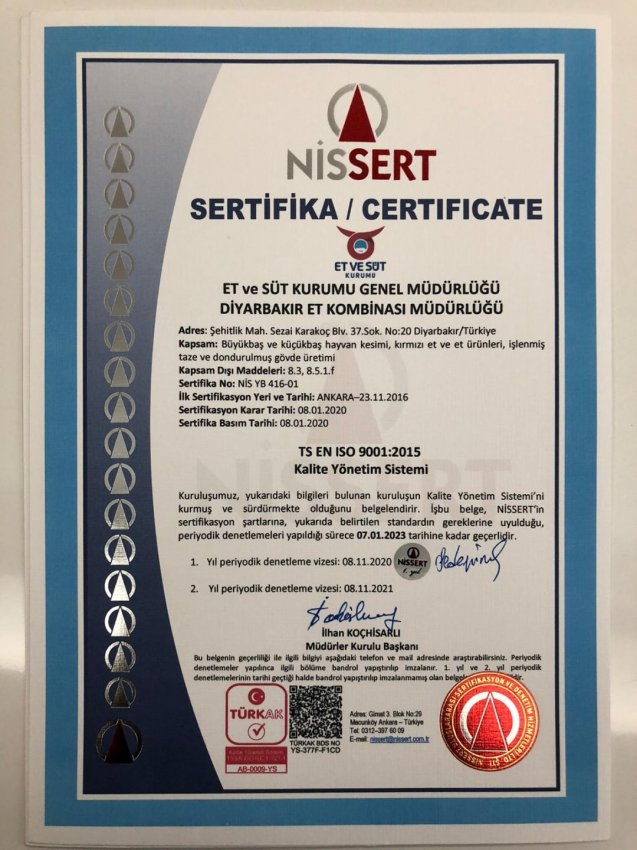 NİSSERT
SERTİFİKA / CERTIFICATE
ET VE SÜT
KURUMU
ET ve SÜT KURUMU GENEL MÜDÜRLÜĞÜ
DİYARBAKIR ET KOMBİNASI MÜDÜRLÜĞÜ
Adres: Şehitlik Mah. Sezai Karakoç Blv. 37.Sok. No:20 Diyarbakır/Türkiye
Kapsam: Büyükbaş ve küçükbaş hayvan kesimi, kırmızı et ve et ürünleri, işlenmiş
taze ve dondurulmuş gövde üretimi
Kapsam Dışı Maddeleri: 8.3, 8.5.1.f
Sertifika No: NİS YB 416-01
İlk Sertifikasyon Yeri ve Tarihi: ANKARA–23.11.2016
Sertifikasyon Karar Tarihi: 08.01.2020
Sertifika Basım Tarihi: 08.01.2020
TS EN ISO 9001:2015
Kalite Yönetim Sistemi
Kuruluşumuz, yukarıdaki bilgileri bulunan kuruluşun Kalite Yönetim Sistemi'ni
kurmuş ve sürdürmekte olduğunu belgelendirir. İşbu belge, NİSSERT'in
sertifikasyon şartlarına, yukarıda belirtilen standardın gereklerine uyulduğu,
periyodik denetlemeleri yapıldığı sürece 07.01.2023 tarihine kadar geçerlidir.
1. Yıl periyodik denetleme vizesi: 08.11.2020
NİSSERT
2. Yıl periyodik denetleme vizesi: 08.11.2021
İlhan KOÇHİSARLI
Müdürler Kurulu Başkanı
Bu belgenin geçerliliği ile ilgili bilgiyi aşağıdaki telefon ve mail adresinde araştırabilirsiniz. Periyodik
denetlemeler yapılınca ilgili bölüme bandrol yapıştırılıp imzalanır. 1. yıl ve 2. yıl periyodik
denetlemelerinin tarihi geçtiği halde bandrol yapıştırılıp imzalanmamış olan belge
TÜRKAK
AB-0009-YS
TÜRKAK BDS NO
YS-377F-F1CD
Adres: Gimat 3. Blok No:29
Macunköy Ankara – Türkiye
Tel: 0312–397 60 09
E-mail: nissert@nissert.com.tr